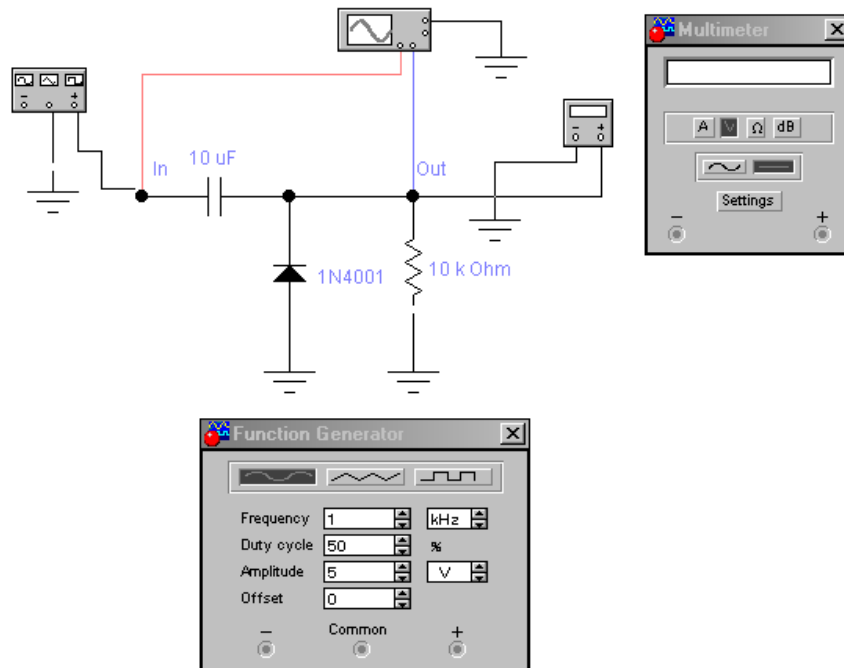 Multimeter
A V Ω dB
Settings
− +
− +
− +
In 10 uF Out
1N4001 10 k Ohm
Function Generator
Frequency 1 kHz
Duty cycle 50 %
Amplitude 5 V
Offset 0
− Common +